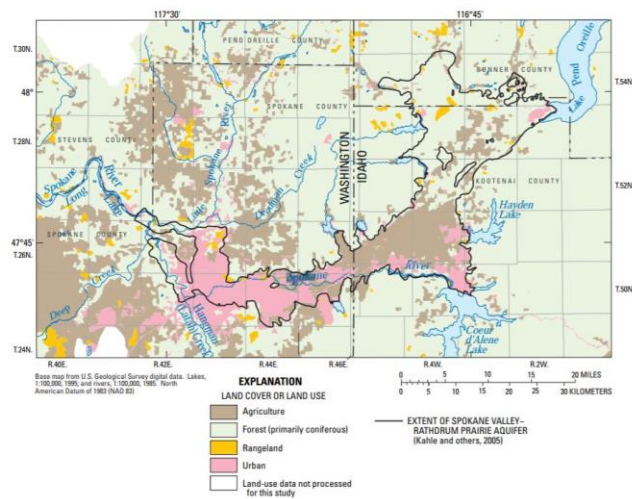 117°30'
116°45'
T.30N.
PEND OREILLE COUNTY
BONNER COUNTY
Lake Pend Oreille
T.54N.
48°
SPOKANE COUNTY
T.28N.
STEVENS COUNTY
WASHINGTON
IDAHO
KOOTENAI COUNTY
T.52N.
Spokane River
Long Lake
Little Spokane River
Deadman Creek
Hayden Lake
47°45'
T.26N.
SPOKANE COUNTY
Spokane River
T.50N.
Deep Creek
Hangman (Latah) Creek
Coeur d'Alene Lake
T.24N.
R.40E.
R.42E.
R.44E.
R.46E.
R.4W.
R.2W.
Base map from U.S. Geological Survey digital data. Lakes,
1:100,000, 1995; and rivers, 1:100,000, 1985. North
American Datum of 1983 (NAD 83)
0 5 10 15 20 MILES
0 5 10 15 20 25 30 KILOMETERS
EXPLANATION
LAND COVER OR LAND USE
Agriculture
Forest (primarily coniferous)
Rangeland
Urban
Land-use data not processed
for this study
EXTENT OF SPOKANE VALLEY–
RATHDRUM PRAIRIE AQUIFER
(Kahle and others, 2005)